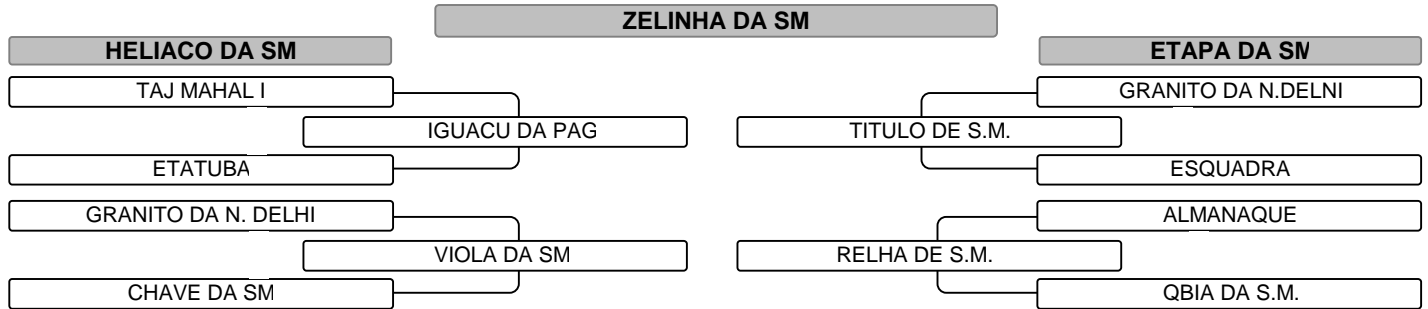 ZELINHA DA SM
HELIACO DA SM
ETAPA DA SM
TAJ MAHAL I
GRANITO DA N.DELNI
IGUACU DA PAG
TITULO DE S.M.
ETATUBA
ESQUADRA
GRANITO DA N. DELHI
ALMANAQUE
VIOLA DA SM
RELHA DE S.M.
CHAVE DA SM
QBIA DA S.M.